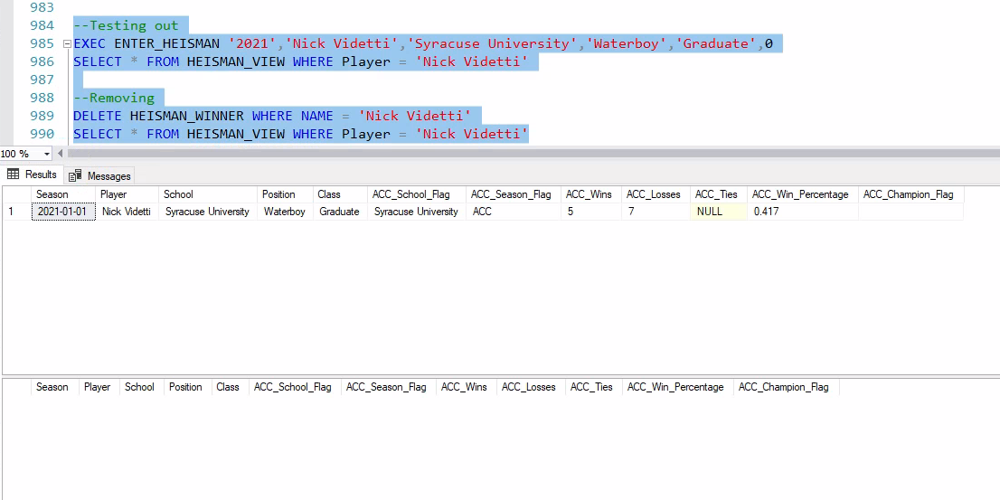 983
984 --Testing out
985 EXEC ENTER_HEISMAN '2021','Nick Videtti','Syracuse University','Waterboy','Graduate',0
986 SELECT * FROM HEISMAN_VIEW WHERE Player = 'Nick Videtti'
987
988 --Removing
989 DELETE HEISMAN_WINNER WHERE NAME = 'Nick Videtti'
990 SELECT * FROM HEISMAN_VIEW WHERE Player = 'Nick Videtti'
100 %
Results Messages
Season Player School Position Class ACC_School_Flag ACC_Season_Flag ACC_Wins ACC_Losses ACC_Ties ACC_Win_Percentage ACC_Champion_Flag
1 2021-01-01 Nick Videtti Syracuse University Waterboy Graduate Syracuse University ACC 5 7 NULL 0.417
Season Player School Position Class ACC_School_Flag ACC_Season_Flag ACC_Wins ACC_Losses ACC_Ties ACC_Win_Percentage ACC_Champion_Flag